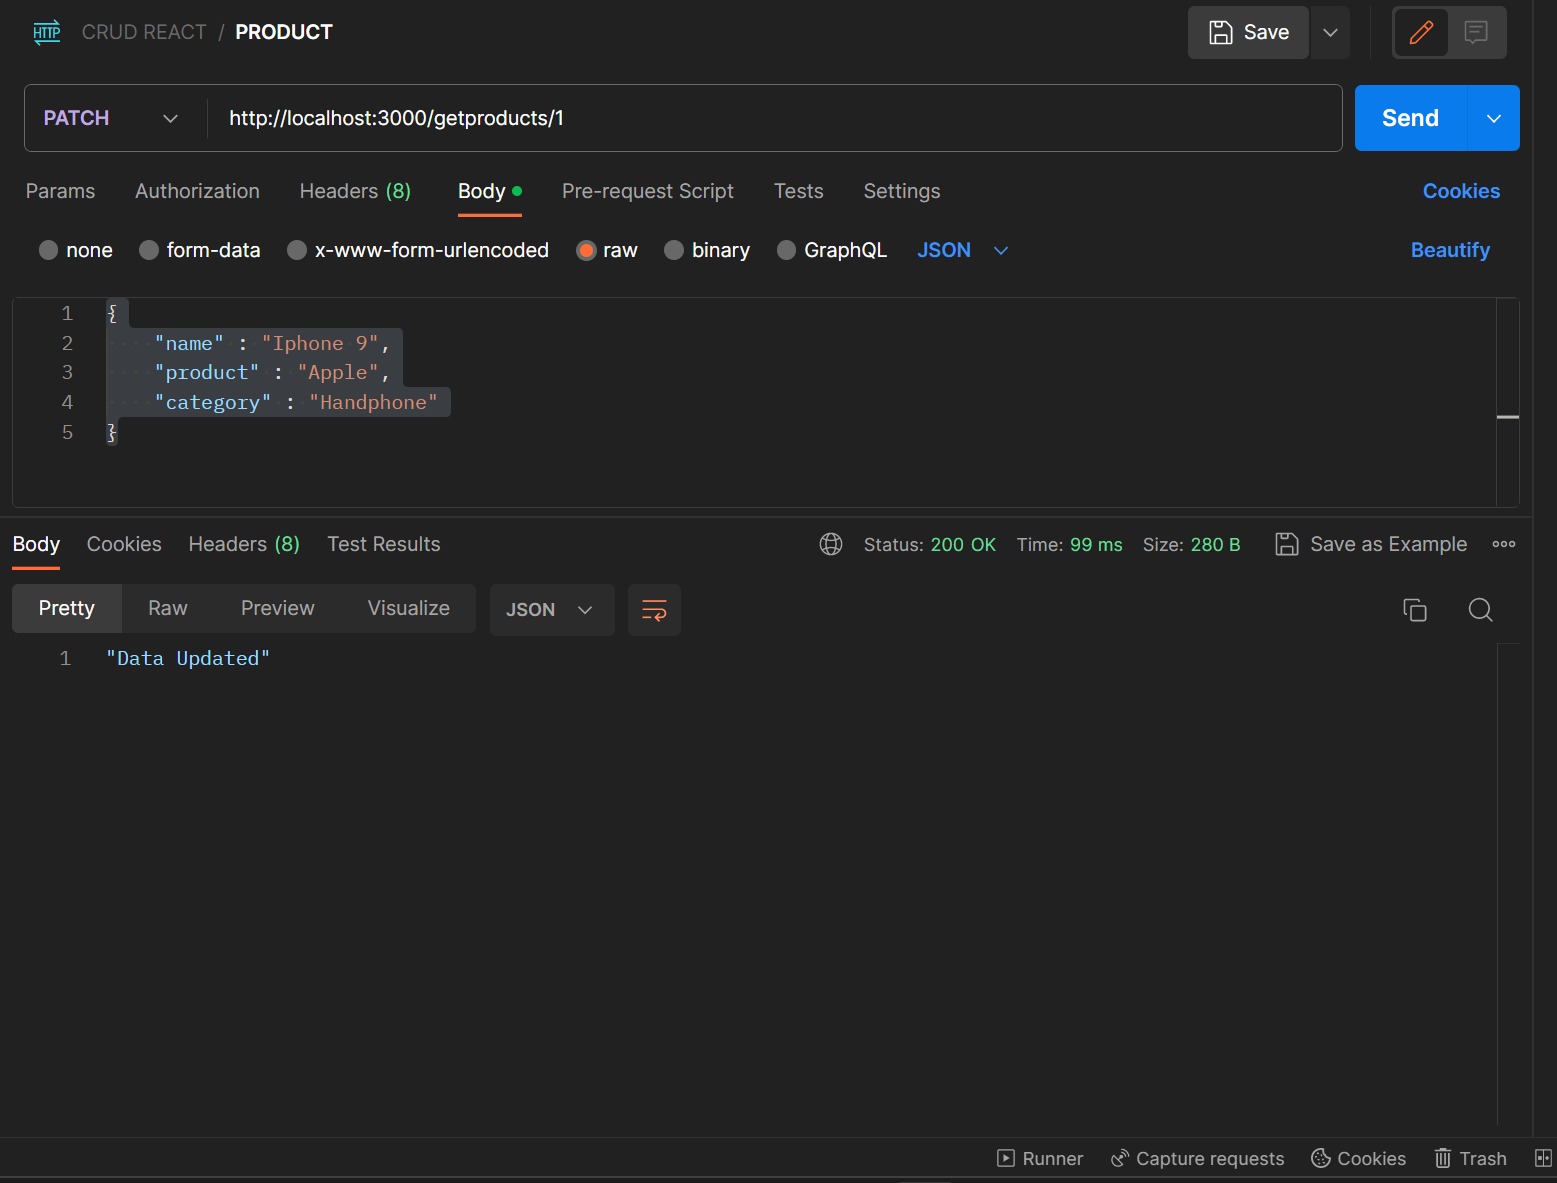 HTTP CRUD REACT / PRODUCT Save
PATCH http://localhost:3000/getproducts/1 Send
Params Authorization Headers (8) Body Pre-request Script Tests Settings Cookies
none form-data x-www-form-urlencoded raw binary GraphQL JSON Beautify
1 {
2 "name" : "Iphone 9",
3 "product" : "Apple",
4 "category" : "Handphone"
5 }
Body Cookies Headers (8) Test Results Status: 200 OK Time: 99 ms Size: 280 B Save as Example
Pretty Raw Preview Visualize JSON
1 "Data Updated"
Runner Capture requests Cookies Trash